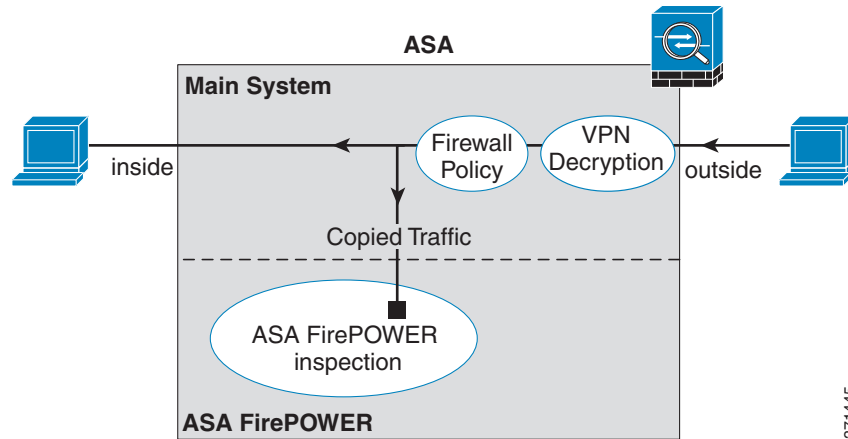 ASA
Main System
Firewall
Policy
VPN
Decryption
inside
outside
Copied Traffic
ASA FirePOWER
inspection
ASA FirePOWER